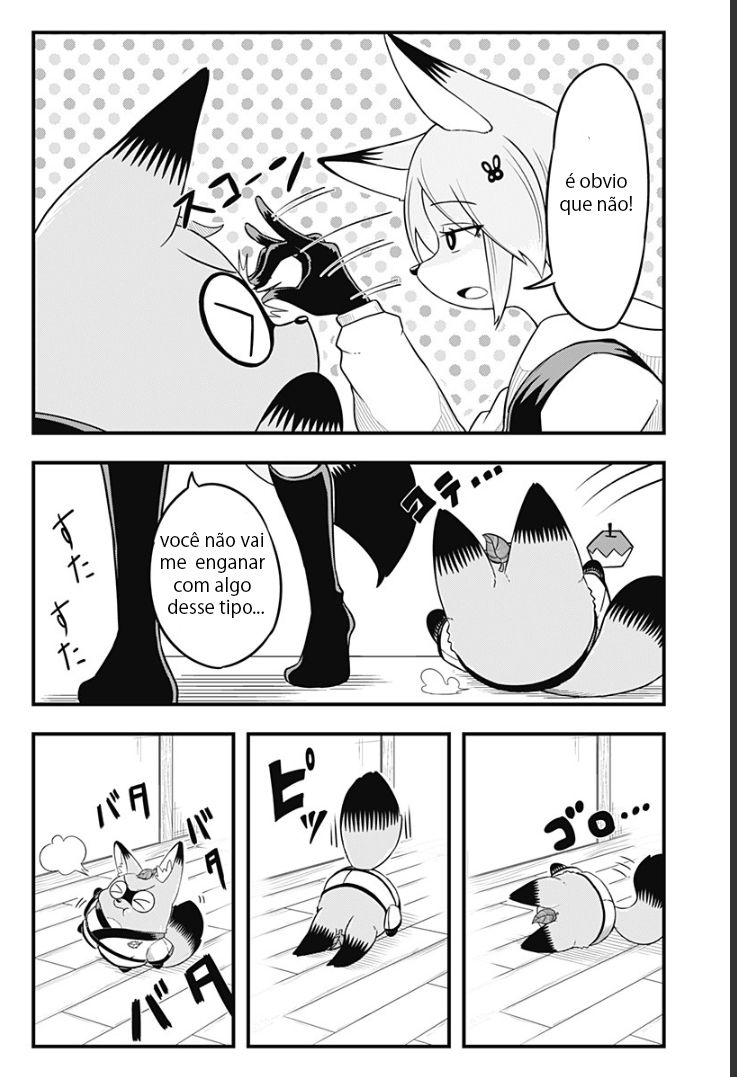 é obvio
que não!
スコーン
コテ・・・
você não vai
me enganar
com algo
desse tipo...
すた
すた
ゴロ・・・
ピッ
バタ
バタ
バタ